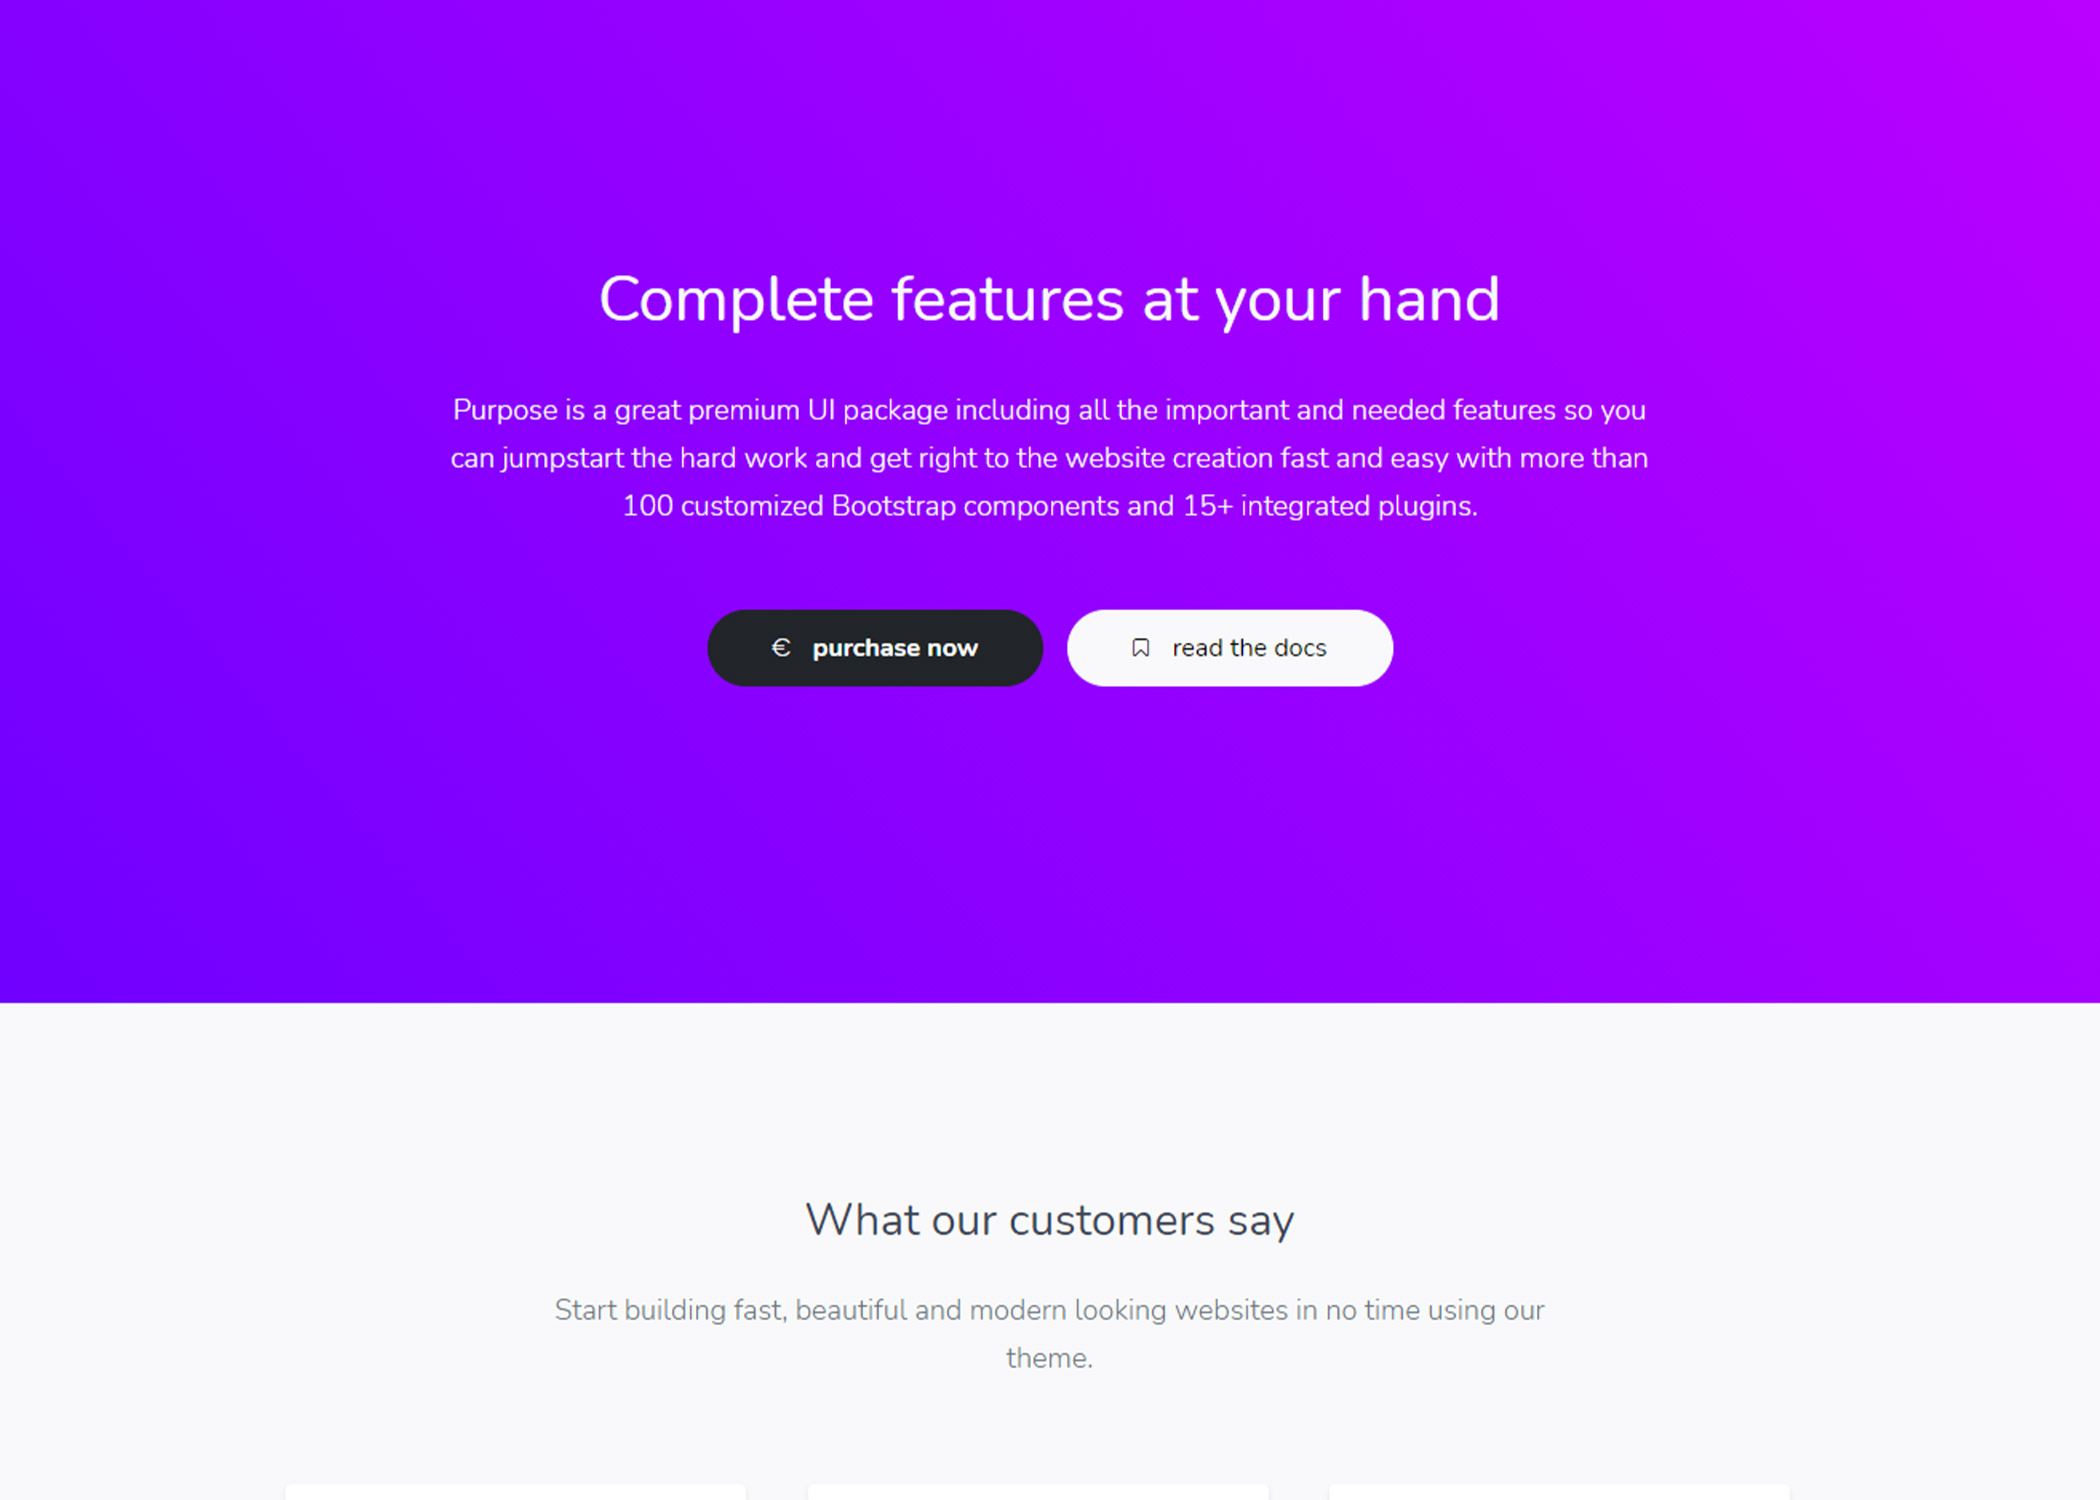 Complete features at your hand
Purpose is a great premium UI package including all the important and needed features so you
can jumpstart the hard work and get right to the website creation fast and easy with more than
100 customized Bootstrap components and 15+ integrated plugins.
€ purchase now
read the docs
What our customers say
Start building fast, beautiful and modern looking websites in no time using our
theme.